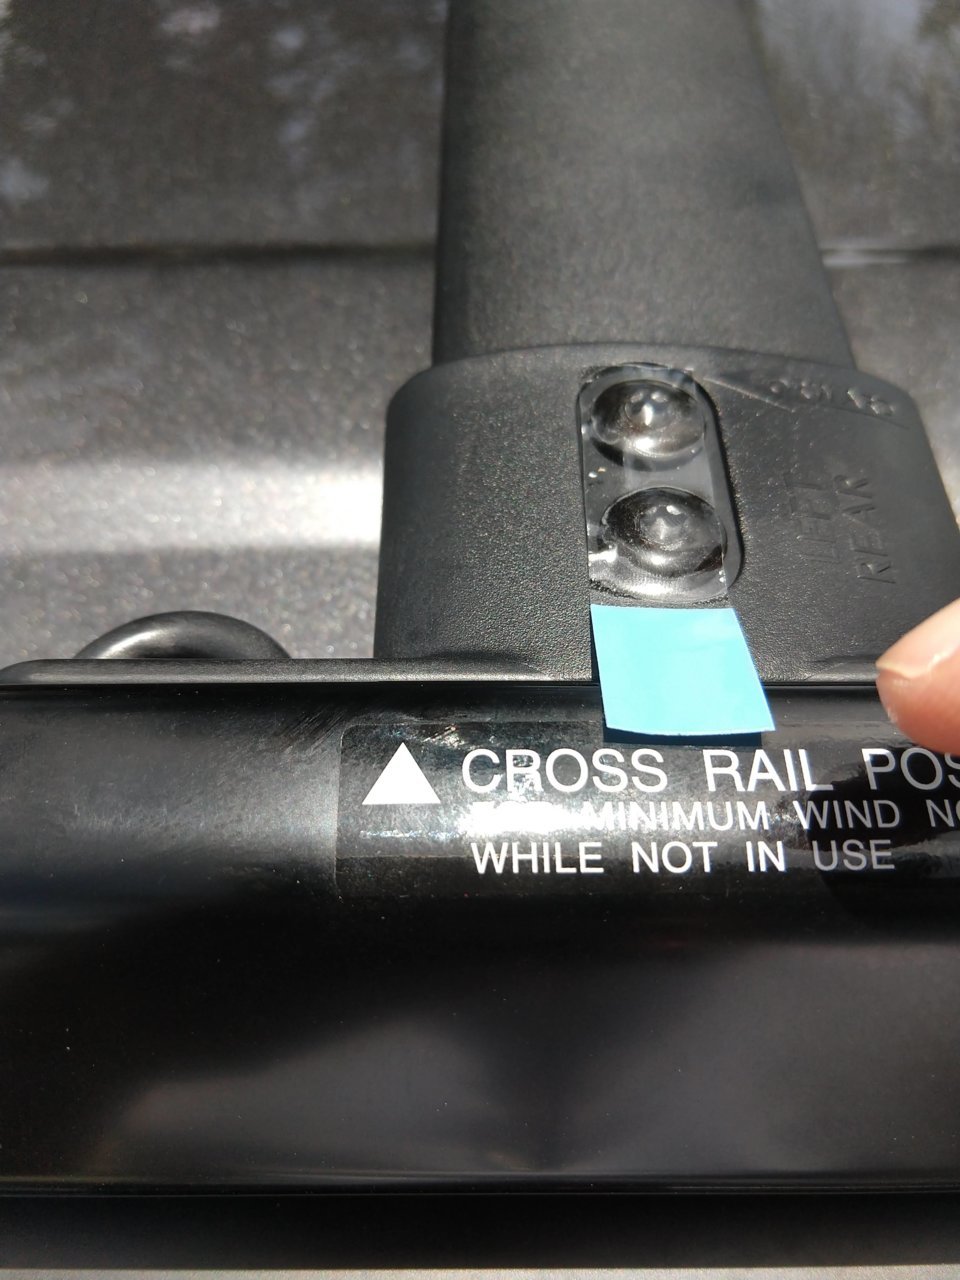 LEFT
REAR
CROSS RAIL POS
MINIMUM WIND NO
WHILE NOT IN USE